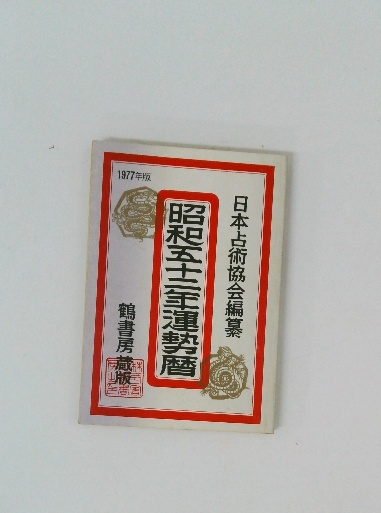 日本占術協会編纂
1977年版
昭和五十二年運勢暦
鶴書房蔵版